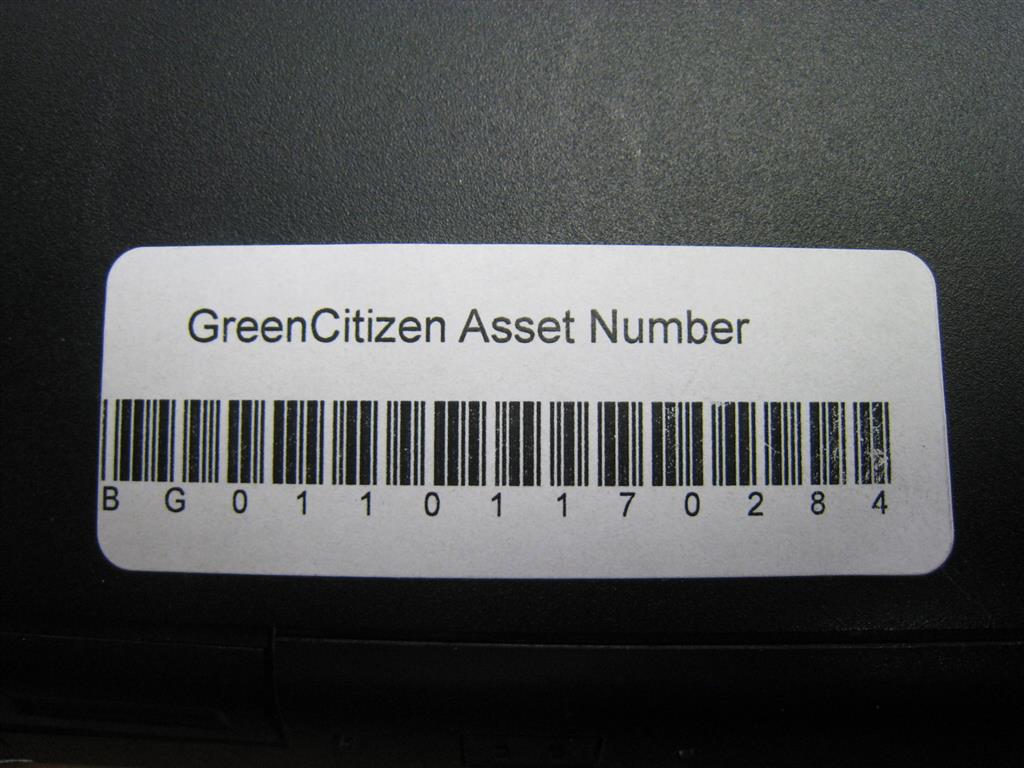 GreenCitizen Asset Number
B G 0 1 1 0 1 1 7 0 2 8 4